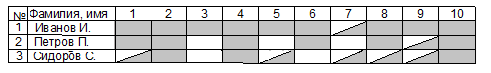 № Фамилия, имя 1 2 3 4 5 6 7 8 9 10
1 Иванов И.
2 Петров П.
3 Сидоров С.